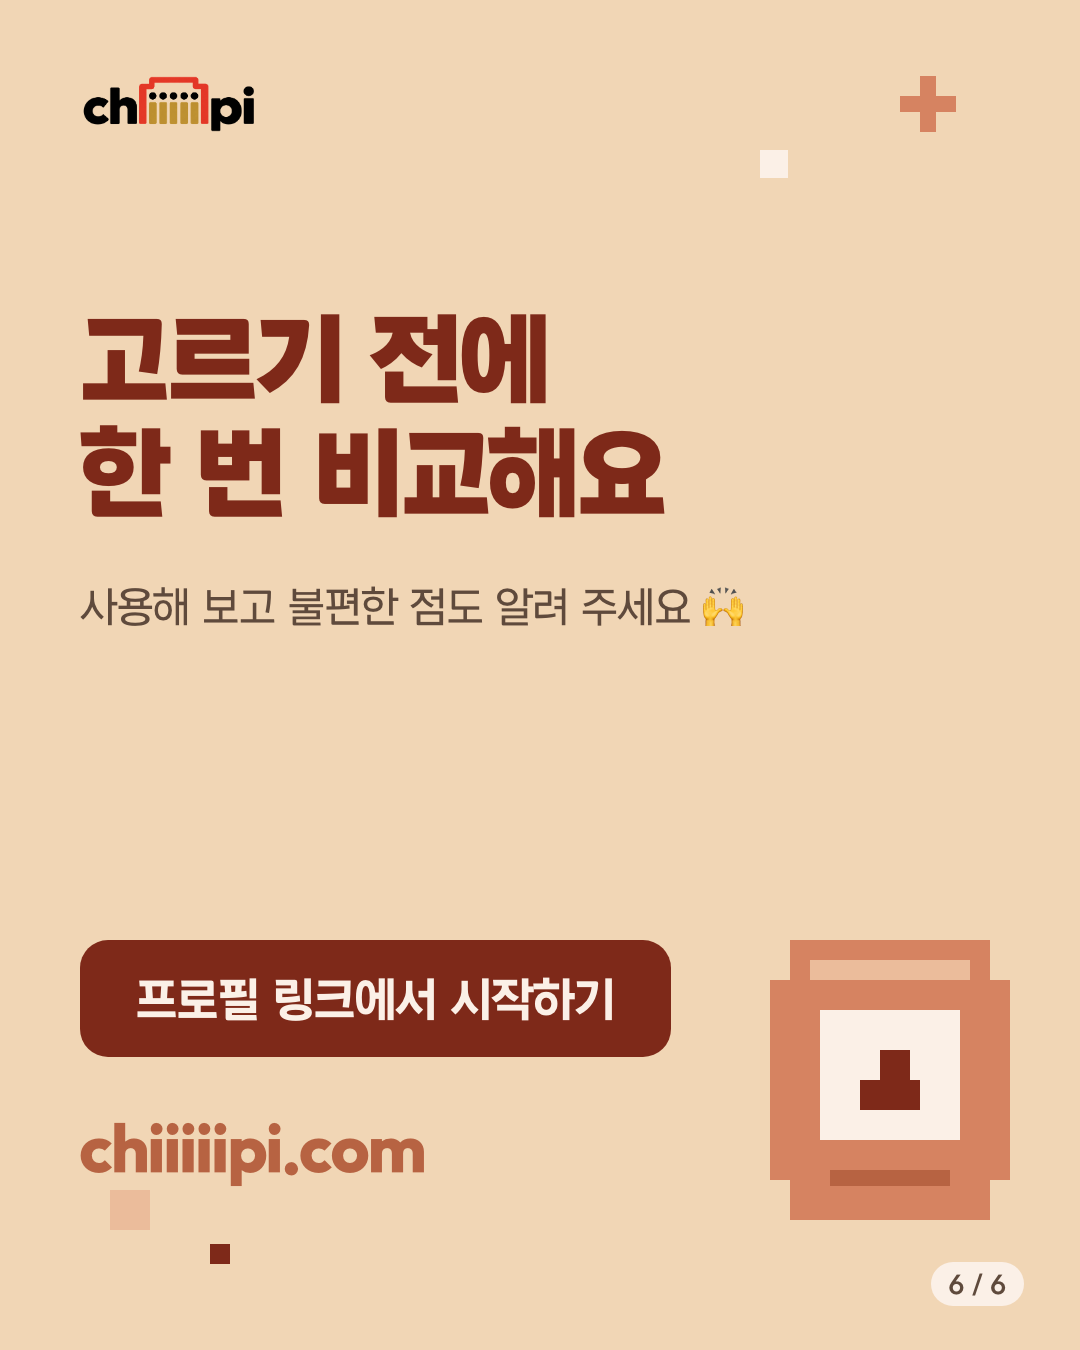 chiiiiipi
고르기 전에
한 번 비교해요
사용해 보고 불편한 점도 알려 주세요 🙌
프로필 링크에서 시작하기
chiiiiipi.com
6 / 6